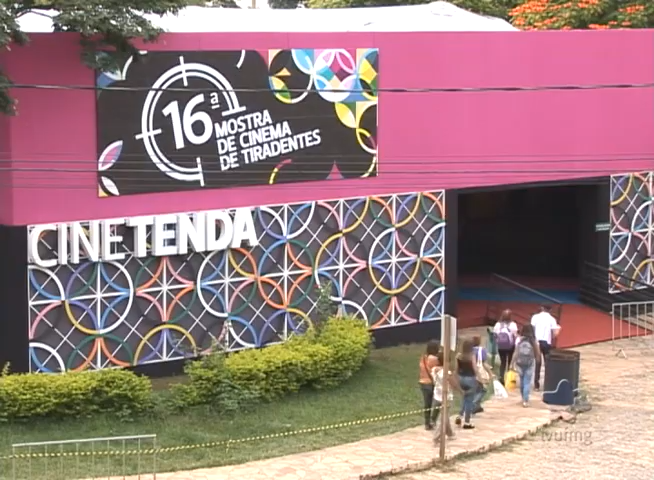 16ª
MOSTRA
DE CINEMA
DE TIRADENTES
CINETENDA
tvufmg